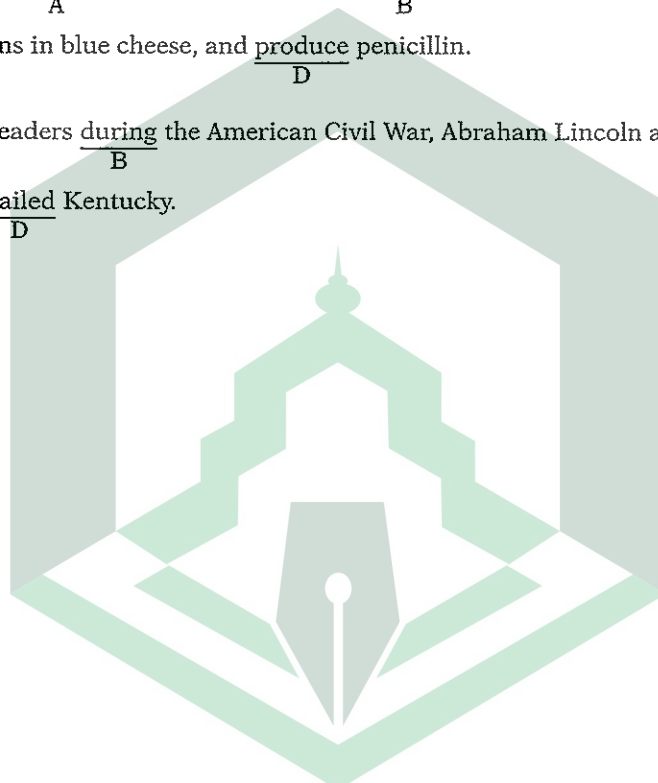 A B
ns in blue cheese, and produce penicillin.
D
eaders during the American Civil War, Abraham Lincoln a
B
ailed Kentucky.
D